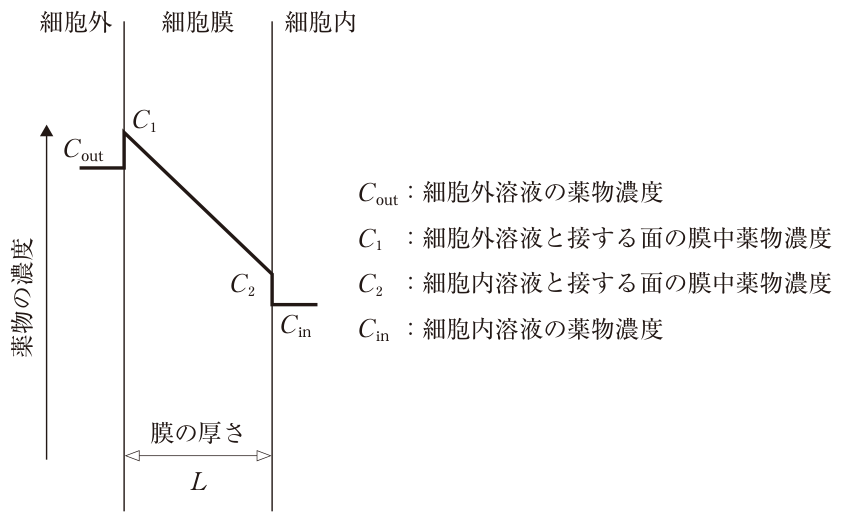 細胞外 細胞膜 細胞内
C₁
C_out
C₂
C_in
薬物の濃度
膜の厚さ
L
C_out：細胞外溶液の薬物濃度
C₁：細胞外溶液と接する面の膜中薬物濃度
C₂：細胞内溶液と接する面の膜中薬物濃度
C_in：細胞内溶液の薬物濃度